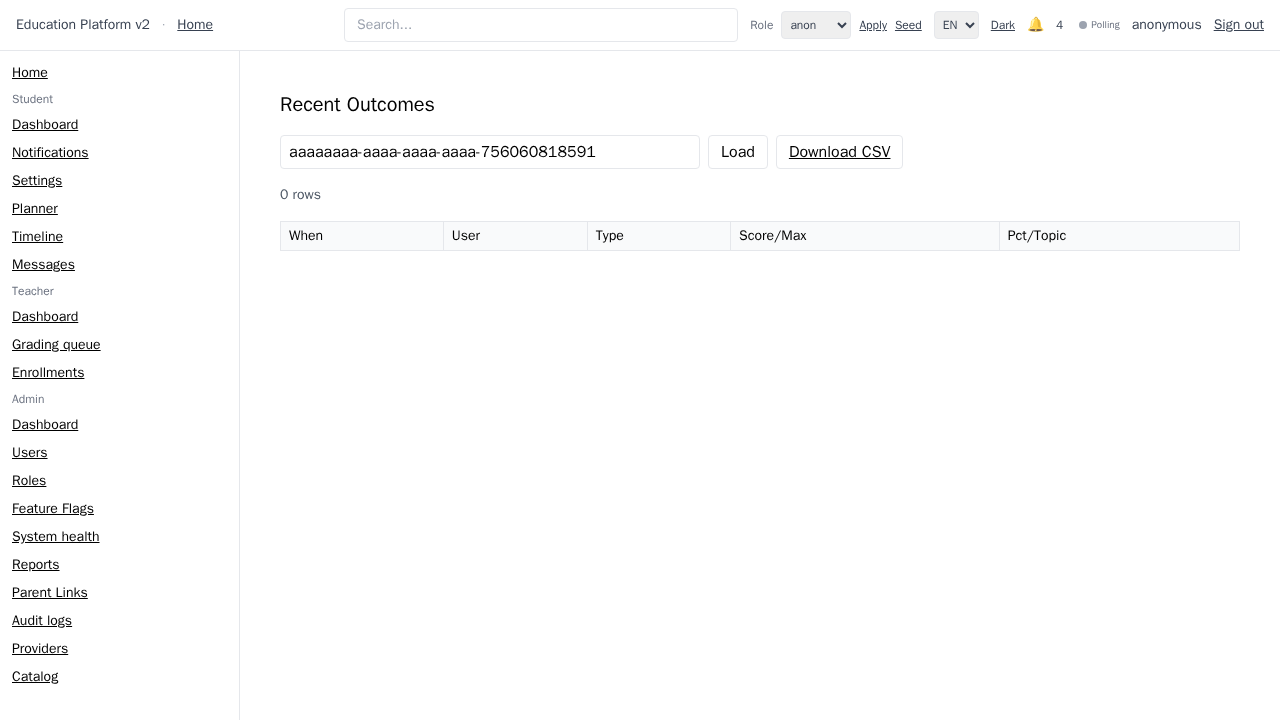 Education Platform v2 · Home
Search...
Role anon Apply Seed EN Dark 🔔 4 Polling anonymous Sign out
Home
Student
Dashboard
Notifications
Settings
Planner
Timeline
Messages
Teacher
Dashboard
Grading queue
Enrollments
Admin
Dashboard
Users
Roles
Feature Flags
System health
Reports
Parent Links
Audit logs
Providers
Catalog
Recent Outcomes
aaaaaaaa-aaaa-aaaa-aaaa-756060818591 Load Download CSV
0 rows
When User Type Score/Max Pct/Topic